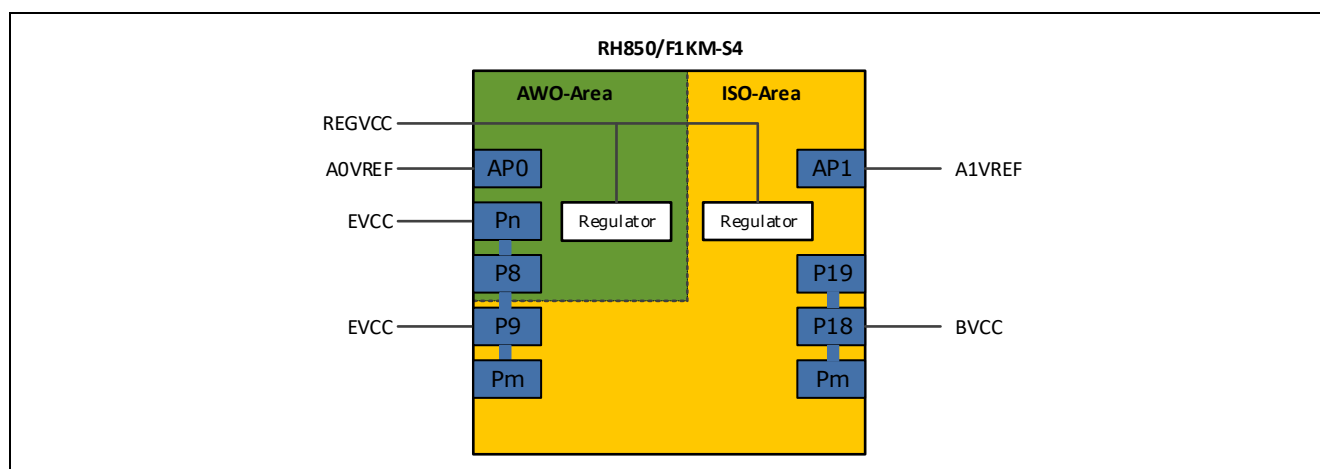 RH850/F1KM-S4
AWO-Area
ISO-Area
REGVCC
A0VREF
AP0
AP1
A1VREF
EVCC
Pn
Regulator
Regulator
P8
P19
EVCC
P9
P18
BVCC
Pm
Pm